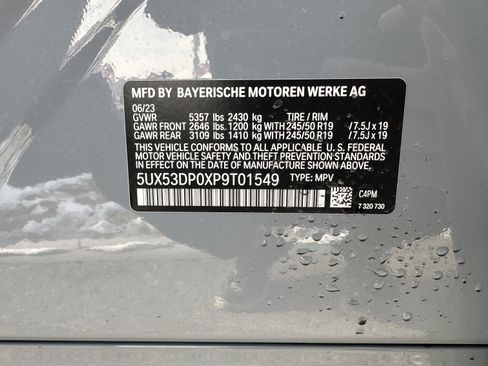 MFD BY BAYERISCHE MOTOREN WERKE AG
06/23
GVWR 5357 lbs 2430 kg TIRE / RIM
GAWR FRONT 2646 lbs 1200 kg WITH 245/50 R19 / 7.5J x 19
GAWR REAR 3109 lbs 1410 kg WITH 245/50 R19 / 7.5J x 19
THIS VEHICLE CONFORMS TO ALL APPLICABLE FEDERAL
MOTOR VEHICLE SAFETY, BUMPER AND THEFT PREVENTION
STANDARDS IN EFFECT ON THE DATE OF MANUFACTURE SHOWN
ABOVE.
5UX53DP0XP9T01549 TYPE: MPV
C4PM
7 320 730